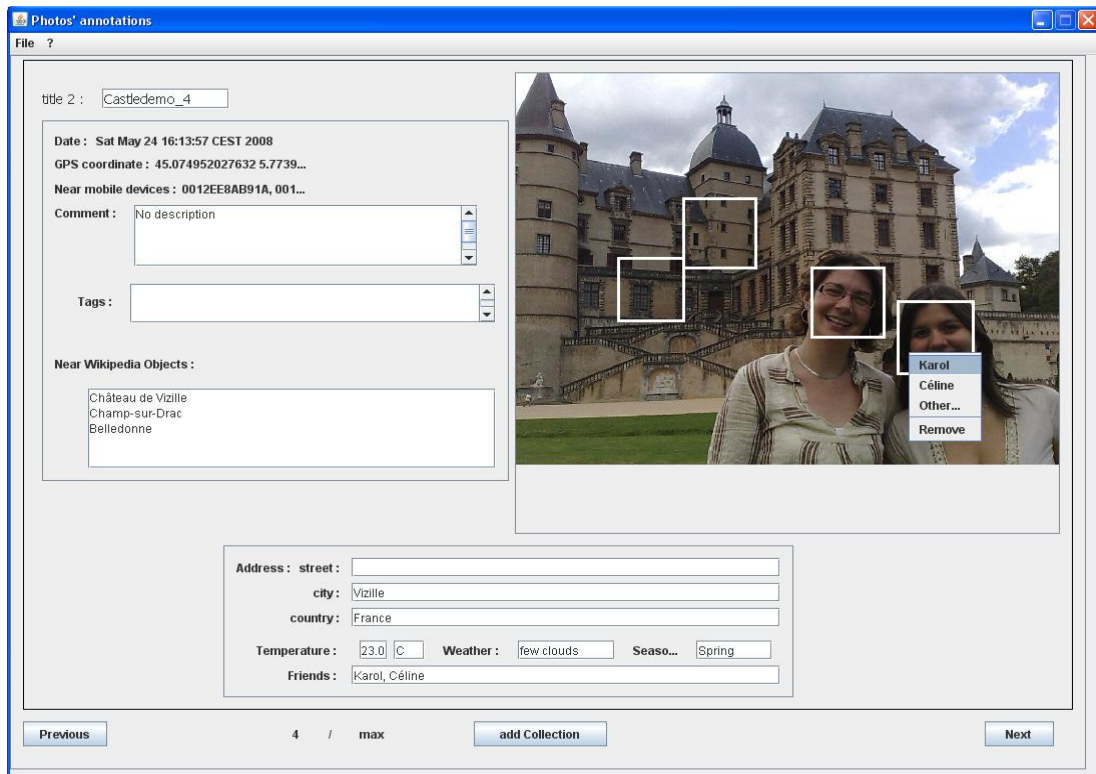 Photos' annotations
File ?
title 2 : Castledemo_4
Date : Sat May 24 16:13:57 CEST 2008
GPS coordinate : 45.074952027632 5.7739...
Near mobile devices : 0012EE8AB91A, 001...
Comment : No description
Tags :
Near Wikipedia Objects :
Château de Vizille
Champ-sur-Drac
Belledonne
Karol
Céline
Other...
Remove
Address : street :
city : Vizille
country : France
Temperature : 23.0 C Weather : few clouds Seaso... Spring
Friends : Karol, Céline
Previous 4 / max add Collection Next